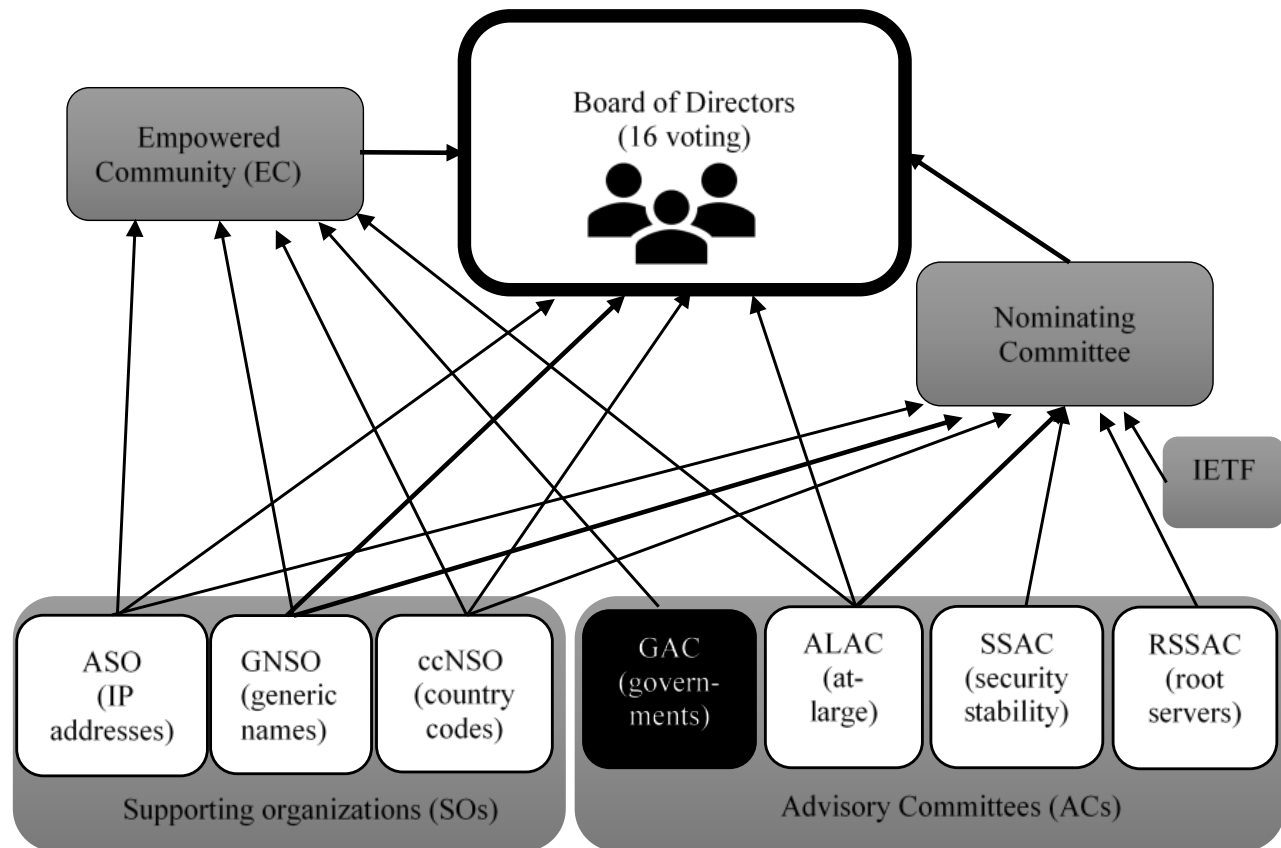 Board of Directors
(16 voting)
Empowered
Community (EC)
Nominating
Committee
IETF
ASO
(IP
addresses)
GNSO
(generic
names)
ccNSO
(country
codes)
GAC
(govern-
ments)
ALAC
(at-
large)
SSAC
(security
stability)
RSSAC
(root
servers)
Supporting organizations (SOs)
Advisory Committees (ACs)